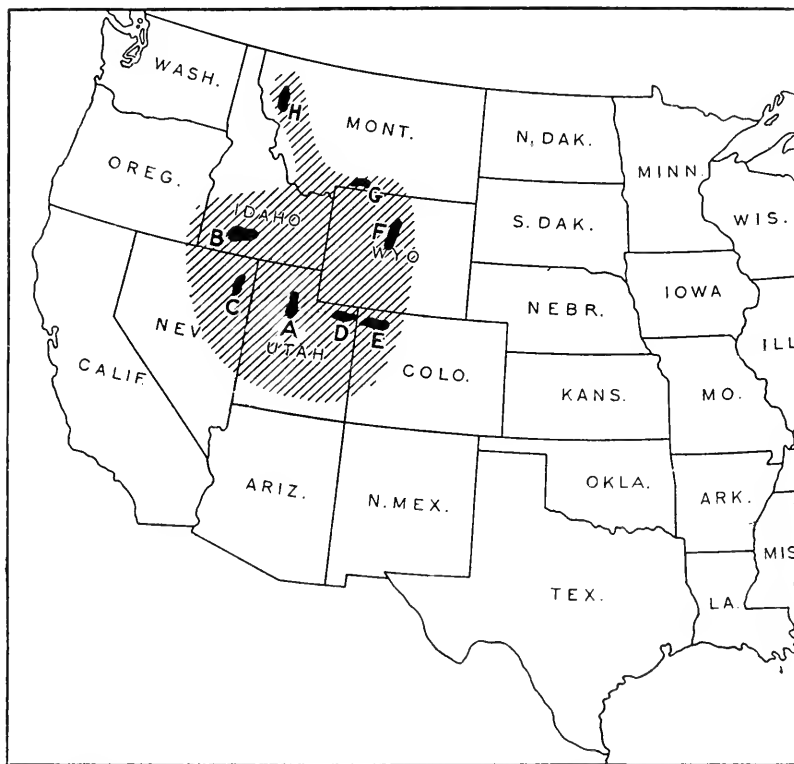 WASH.
H
MONT.
N. DAK.
MINN.
OREG.
G
IDAHO
S. DAK.
WIS.
B
F
WYO
C
IOWA
NEBR.
NEV
A
D
E
UTAH
ILL
CALIF.
COLO.
KANS.
MO.
ARIZ.
N. MEX.
OKLA.
ARK.
MIS
TEX.
LA.